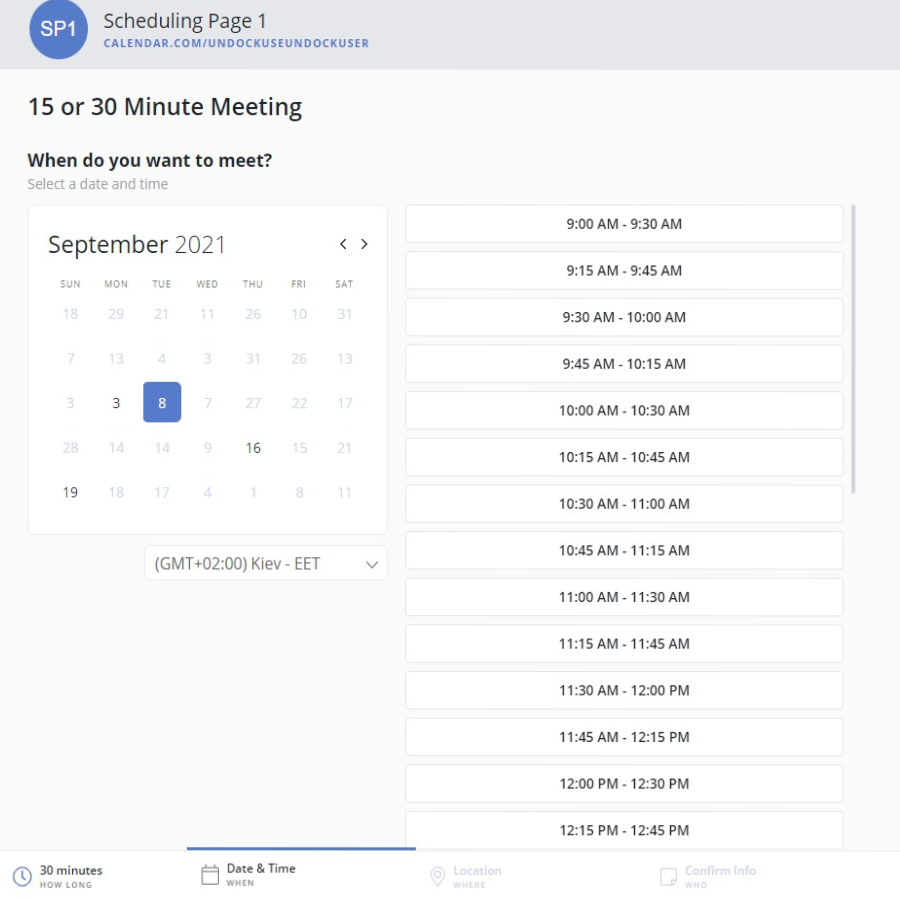 SP1
Scheduling Page 1
CALENDAR.COM/UNDOCKUSEUNDOCKUSER
15 or 30 Minute Meeting
When do you want to meet?
Select a date and time
September 2021
SUN MON TUE WED THU FRI SAT
18 29 21 11 26 10 31
7 13 4 3 31 26 13
3 3 8 7 27 22 17
28 14 14 9 16 15 21
19 18 17 4 1 8 11
(GMT+02:00) Kiev - EET
9:00 AM - 9:30 AM
9:15 AM - 9:45 AM
9:30 AM - 10:00 AM
9:45 AM - 10:15 AM
10:00 AM - 10:30 AM
10:15 AM - 10:45 AM
10:30 AM - 11:00 AM
10:45 AM - 11:15 AM
11:00 AM - 11:30 AM
11:15 AM - 11:45 AM
11:30 AM - 12:00 PM
11:45 AM - 12:15 PM
12:00 PM - 12:30 PM
12:15 PM - 12:45 PM
30 minutes
HOW LONG
Date & Time
WHEN
Location
WHERE
Confirm Info
WHO